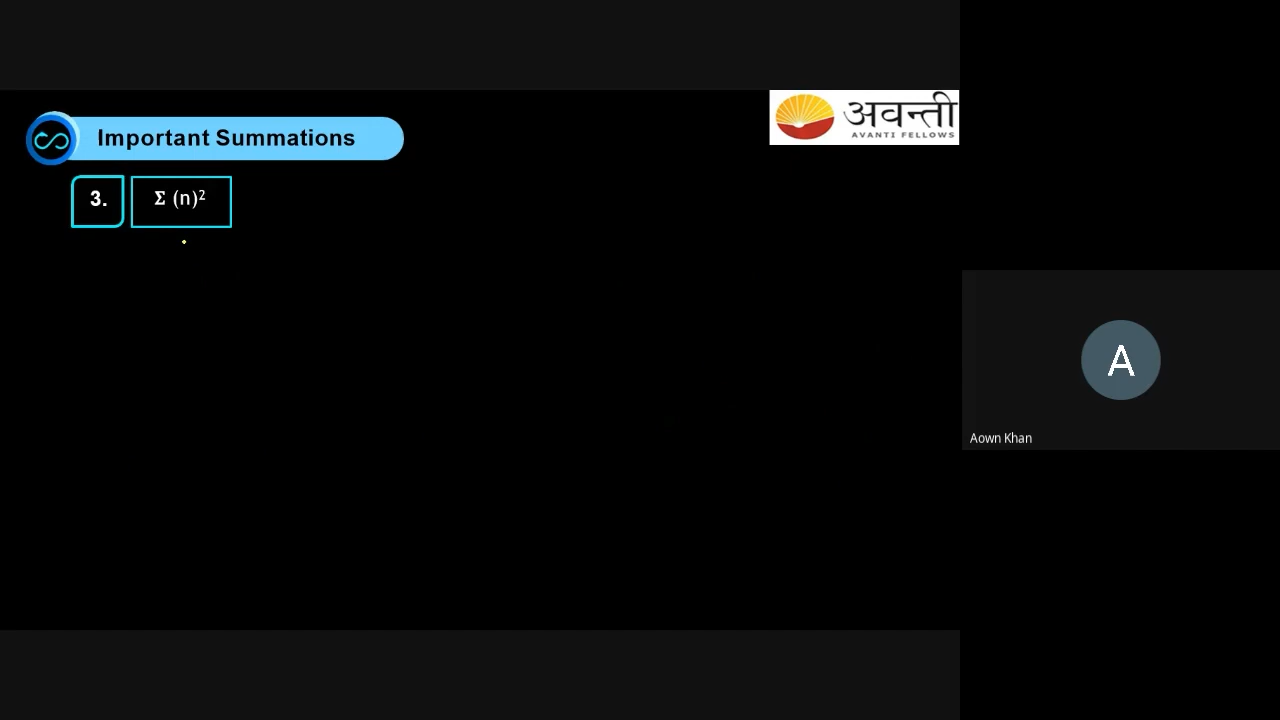 Important Summations
अवन्ती
AVANTI FELLOWS
3.
Σ (n)²
A
Aown Khan